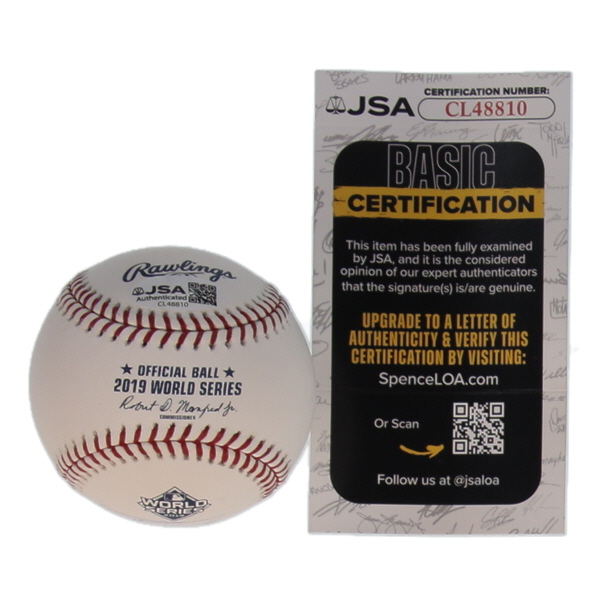 Rawlings
JSA
Authenticated
CL48810
★ OFFICIAL BALL ★
2019 WORLD SERIES
Robert D. Manfred Jr.
COMMISSIONER
WORLD
SERIES
JSA
CERTIFICATION NUMBER:
CL48810
BASIC
CERTIFICATION
This item has been fully examined
by JSA, and it is the considered
opinion of our expert authenticators
that the signature(s) is/are genuine.
UPGRADE TO A LETTER OF
AUTHENTICITY & VERIFY THIS
CERTIFICATION BY VISITING:
SpenceLOA.com
Or Scan
Follow us at @jsaloa